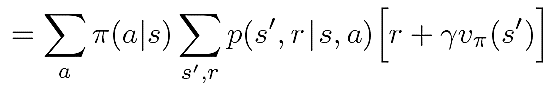 = ∑_a π(a|s) ∑_{s′,r} p(s′, r | s, a) [r + γv_π(s′)]